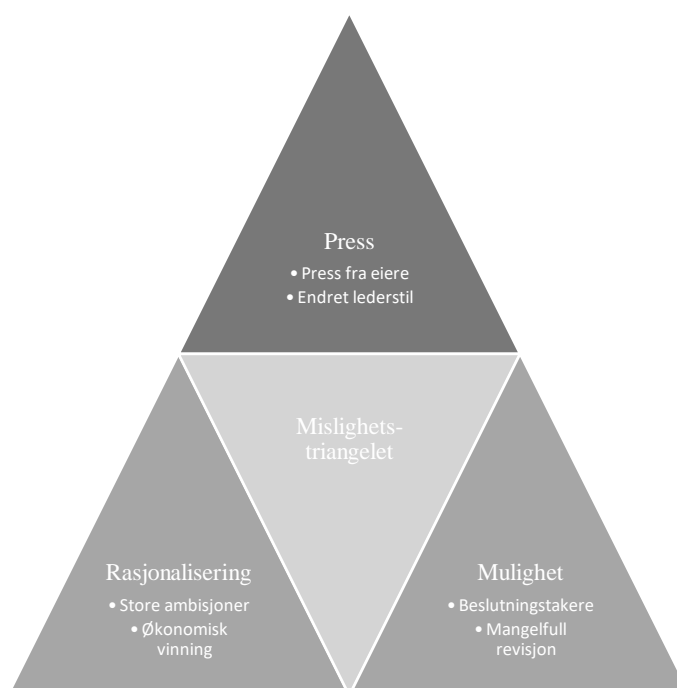 Press
• Press fra eiere
• Endret lederstil
Mislighets-
triangelet
Rasjonalisering
• Store ambisjoner
• Økonomisk
vinning
Mulighet
• Beslutningstakere
• Mangelfull
revisjon